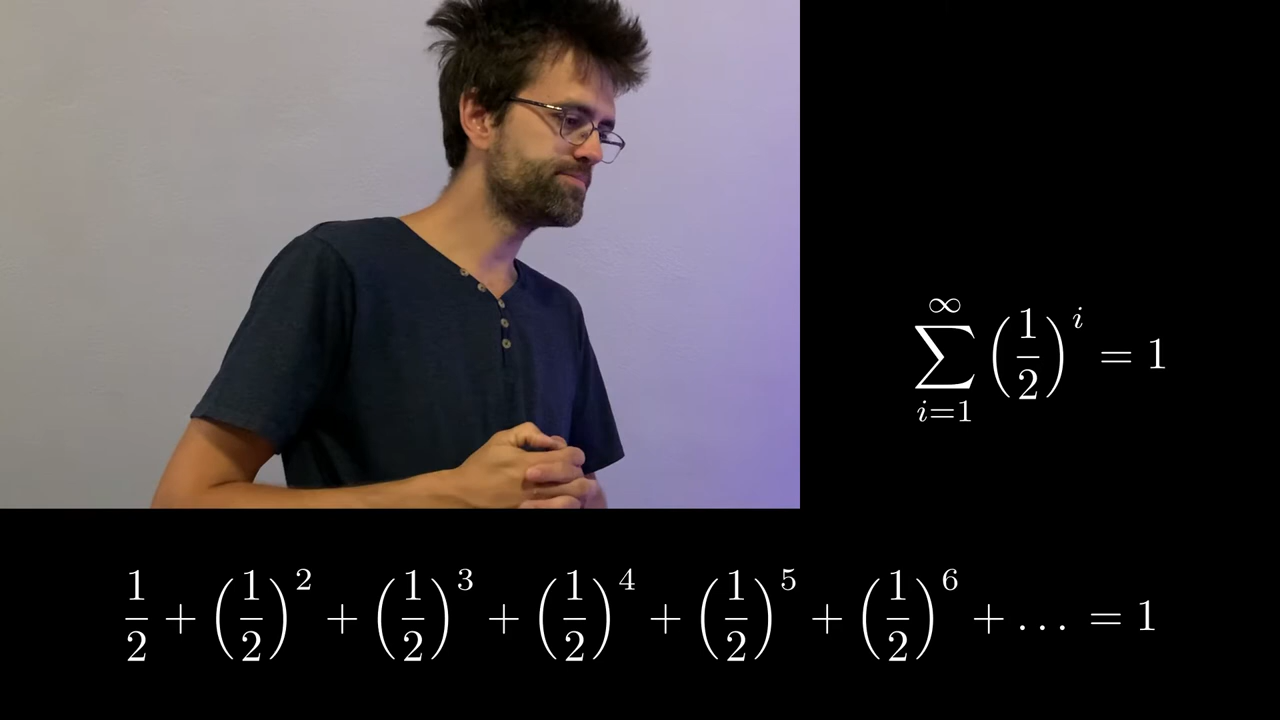 ∞
∑ (1/2)^i = 1
i=1
1/2 + (1/2)^2 + (1/2)^3 + (1/2)^4 + (1/2)^5 + (1/2)^6 + ... = 1